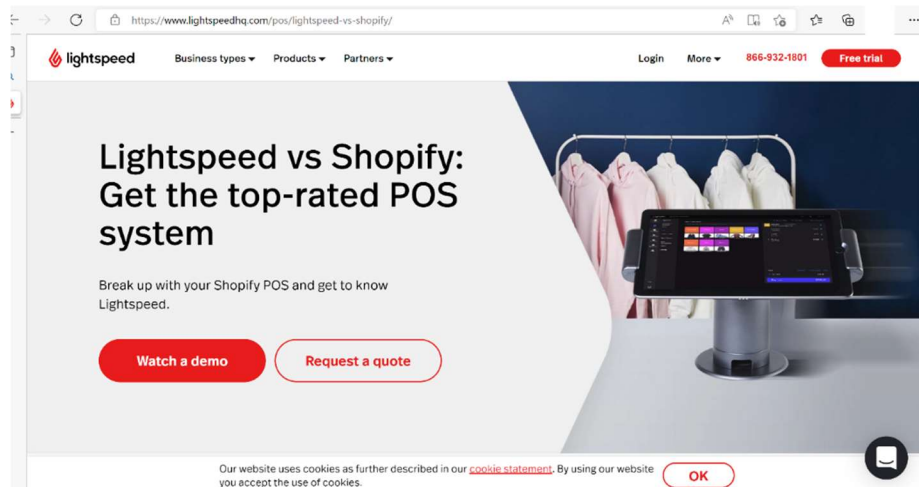 https://www.lightspeedhq.com/pos/lightspeed-vs-shopify/
lightspeed
Business types
Products
Partners
Login
More
866-932-1801
Free trial
Lightspeed vs Shopify:
Get the top-rated POS
system
Break up with your Shopify POS and get to know
Lightspeed.
Watch a demo
Request a quote
Our website uses cookies as further described in our cookie statement. By using our website
you accept the use of cookies.
OK